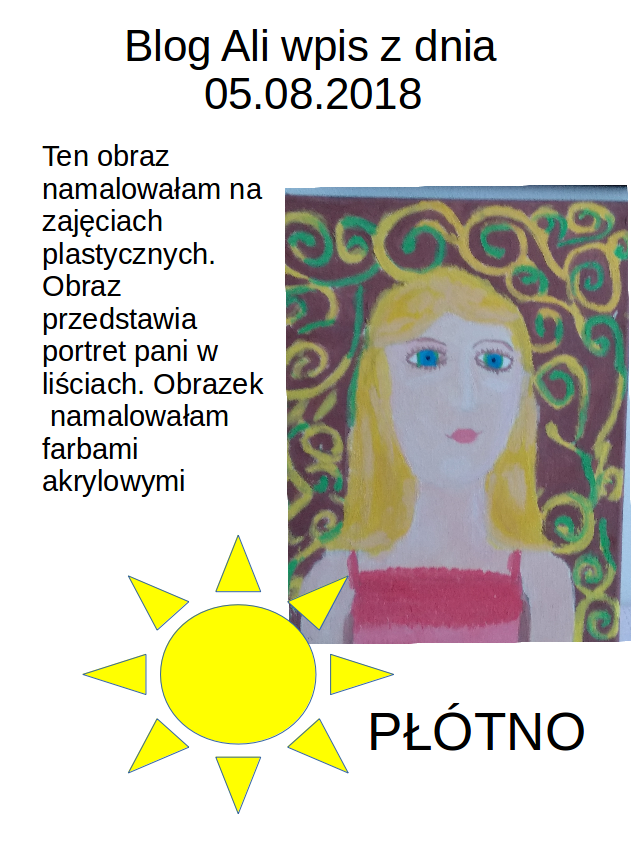 Blog Ali wpis z dnia
05.08.2018
Ten obraz
namalowałam na
zajęciach
plastycznych.
Obraz
przedstawia
portret pani w
liściach. Obrazek
namalowałam
farbami
akrylowymi
PŁÓTNO